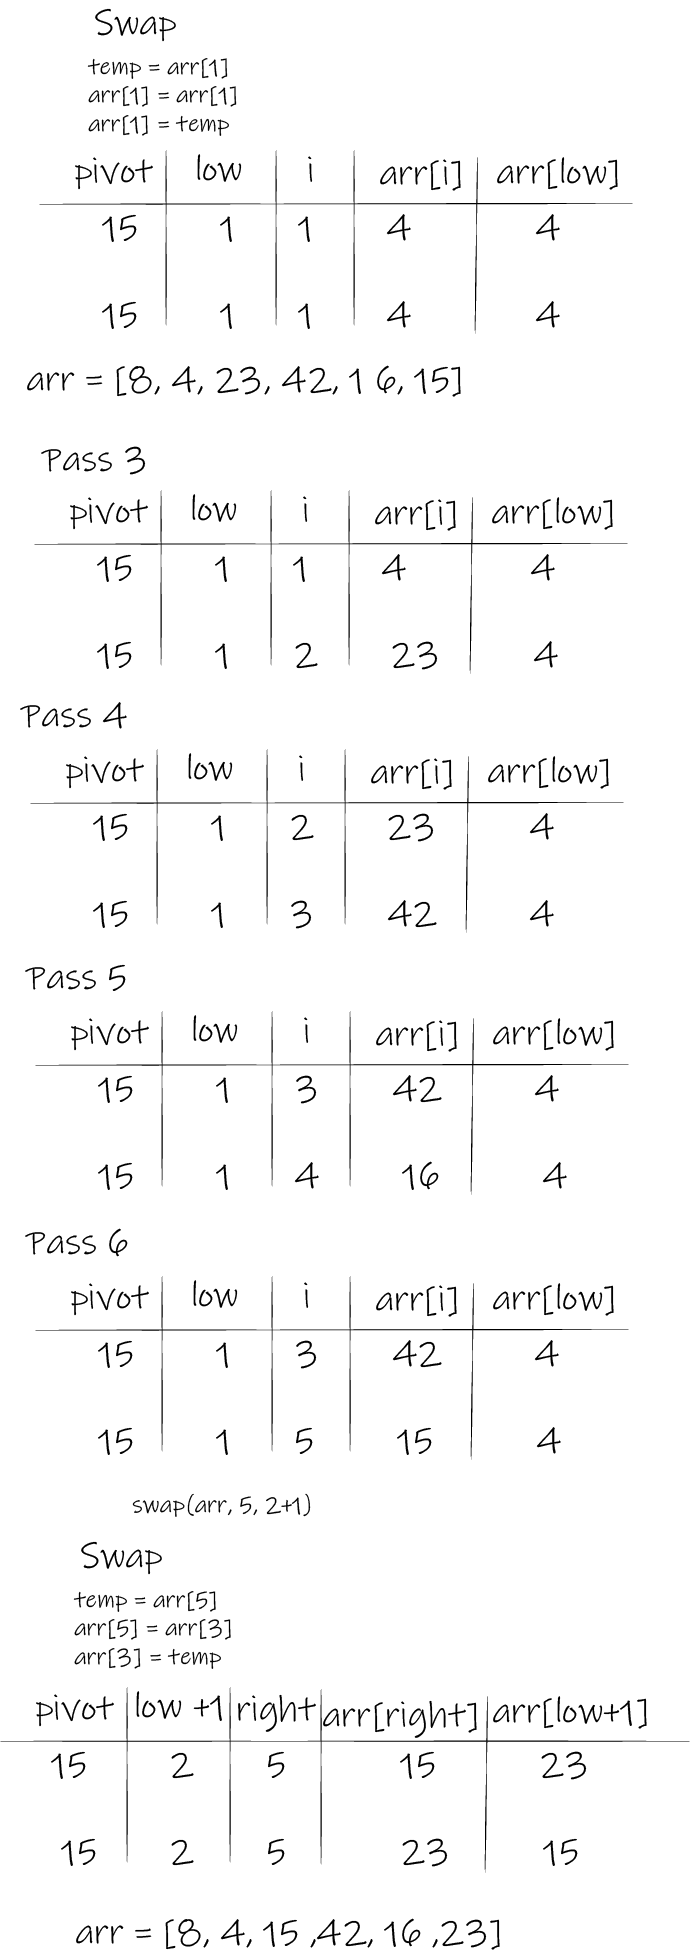 Swap
temp = arr[1]
arr[1] = arr[1]
arr[1] = temp
pivot low i arr[i] arr[low]
15 1 1 4 4
15 1 1 4 4
arr = [8, 4, 23, 42, 1 6, 15]
Pass 3
pivot low i arr[i] arr[low]
15 1 1 4 4
15 1 2 23 4
Pass 4
pivot low i arr[i] arr[low]
15 1 2 23 4
15 1 3 42 4
Pass 5
pivot low i arr[i] arr[low]
15 1 3 42 4
15 1 4 16 4
Pass 6
pivot low i arr[i] arr[low]
15 1 3 42 4
15 1 5 15 4
swap(arr, 5, 2+1)
Swap
temp = arr[5]
arr[5] = arr[3]
arr[3] = temp
pivot low +1 right arr[right] arr[low+1]
15 2 5 15 23
15 2 5 23 15
arr = [8, 4, 15 ,42, 16 ,23]